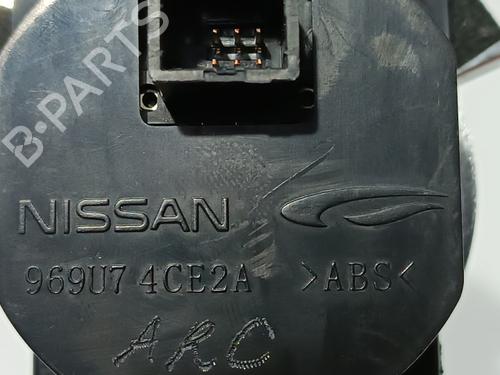 B-PARTS
NISSAN
969U7 4CE2A >ABS<
ARC